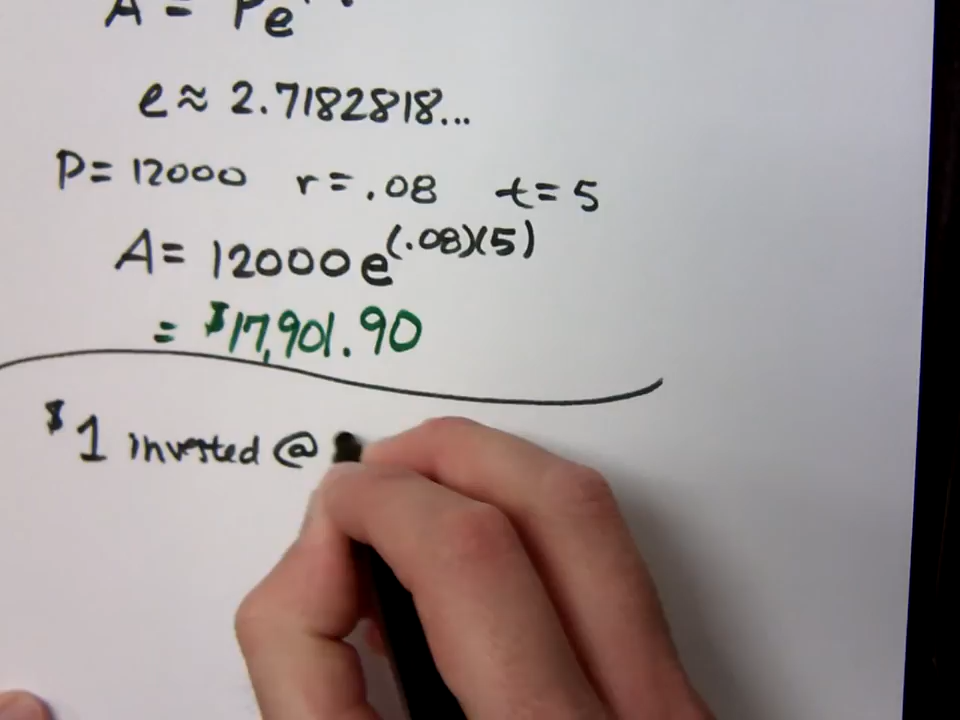 A = Pe
e ≈ 2.7182818...
P = 12000 r = .08 t = 5
A = 12000e^(.08)(5)
= $17,901.90
$1 invested @